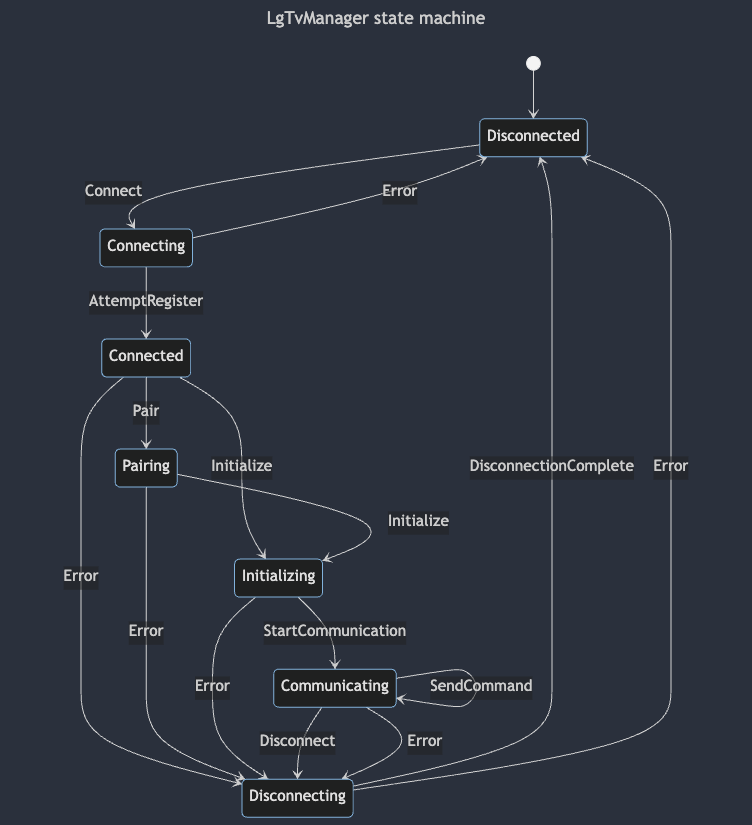 LgTvManager state machine
Disconnected
Connect
Error
Connecting
AttemptRegister
Connected
Pair
Pairing
Initialize
DisconnectionComplete
Error
Initialize
Error
Initializing
Error
StartCommunication
Error
Communicating
SendCommand
Disconnect
Error
Disconnecting